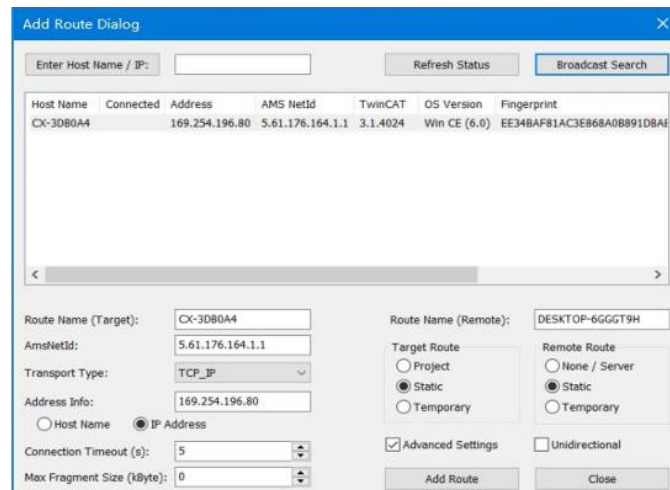 Add Route Dialog
Enter Host Name / IP: Refresh Status Broadcast Search
Host Name Connected Address AMS NetId TwinCAT OS Version Fingerprint
CX-3DB0A4 169.254.196.80 5.61.176.164.1.1 3.1.4024 Win CE (6.0) EE34BAF81AC3E868A0B891DBAE
Route Name (Target): CX-3DB0A4 Route Name (Remote): DESKTOP-6GGGT9H
AmsNetId: 5.61.176.164.1.1 Target Route Remote Route
Project None / Server
Transport Type: TCP_IP Static Static
Address Info: 169.254.196.80 Temporary Temporary
Host Name IP Address
Connection Timeout (s): 5 Advanced Settings Unidirectional
Max Fragment Size (kByte): 0 Add Route Close